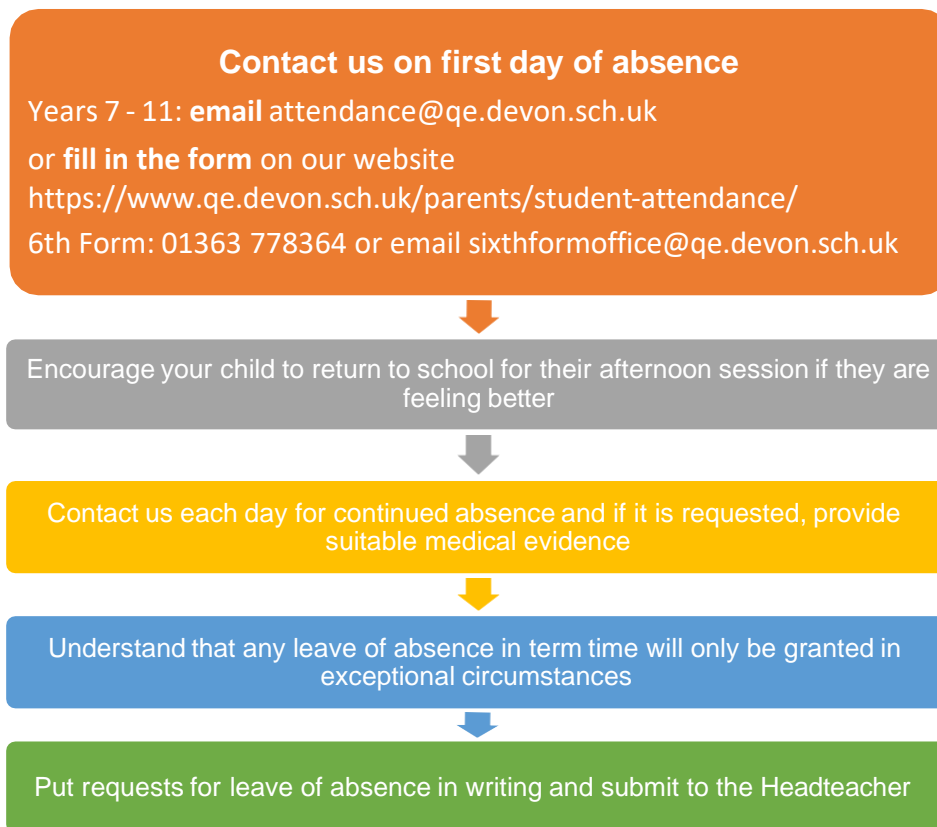 Contact us on first day of absence
Years 7 - 11: email attendance@qe.devon.sch.uk
or fill in the form on our website
https://www.qe.devon.sch.uk/parents/student-attendance/
6th Form: 01363 778364 or email sixthformoffice@qe.devon.sch.uk
Encourage your child to return to school for their afternoon session if they are
feeling better
Contact us each day for continued absence and if it is requested, provide
suitable medical evidence
Understand that any leave of absence in term time will only be granted in
exceptional circumstances
Put requests for leave of absence in writing and submit to the Headteacher